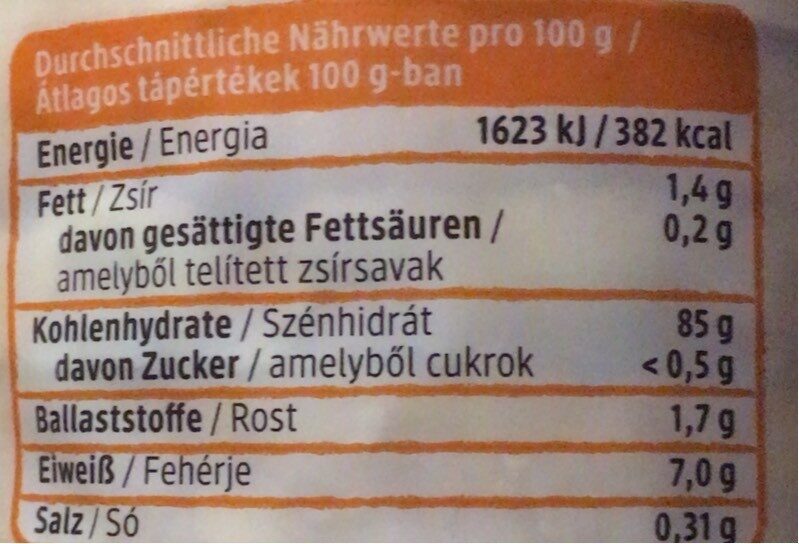 Durchschnittliche Nährwerte pro 100 g /
Átlagos tápértékek 100 g-ban
Energie / Energia 1623 kJ / 382 kcal
Fett / Zsír 1,4 g
davon gesättigte Fettsäuren / 0,2 g
amelyből telített zsírsavak
Kohlenhydrate / Szénhidrát 85 g
davon Zucker / amelyből cukrok < 0,5 g
Ballaststoffe / Rost 1,7 g
Eiweiß / Fehérje 7,0 g
Salz / Só 0,31 g